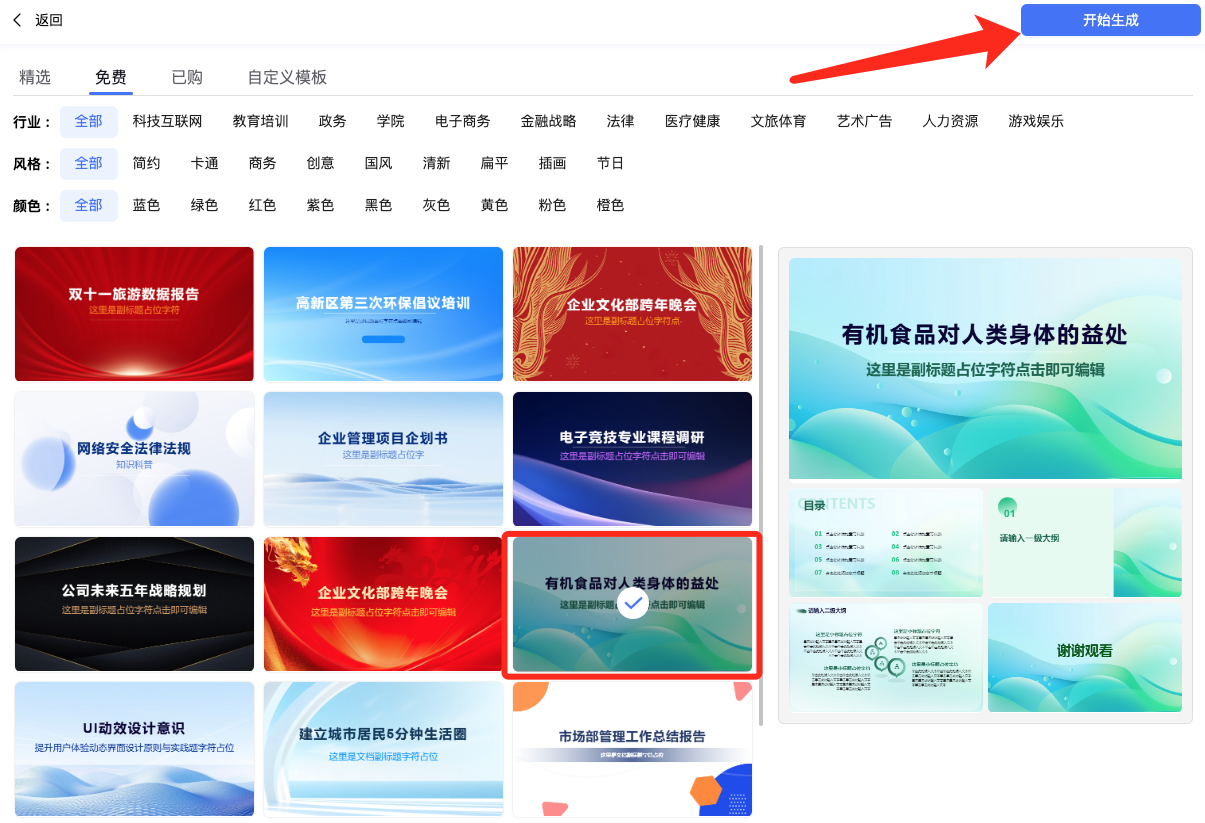 返回
开始生成
精选 免费 已购 自定义模板
行业： 全部 科技互联网 教育培训 政务 学院 电子商务 金融战略 法律 医疗健康 文旅体育 艺术广告 人力资源 游戏娱乐
风格： 全部 简约 卡通 商务 创意 国风 清新 扁平 插画 节日
颜色： 全部 蓝色 绿色 红色 紫色 黑色 灰色 黄色 粉色 橙色
双十一旅游数据报告
这里是副标题占位字符
高新区第三次环保倡议培训
企业文化部跨年晚会
这里是副标题占位字符点
网络安全法律法规
知识科普
企业管理项目企划书
这里是副标题占位字
电子竞技专业课程调研
这里是副标题占位字符点击即可编辑
公司未来五年战略规划
这里是副标题占位字符点击即可编辑
企业文化部跨年晚会
这里是副标题占位字符点击即可编辑
有机食品对人类身体的益处
这里是副标题 点击即可编辑
UI动效设计意识
提升用户体验动态界面设计原则与实践题字符占位
建立城市居民5分钟生活圈
这里是文档副标题字符占位
市场部管理工作总结报告
这里是文档副标题字符占位
有机食品对人类身体的益处
这里是副标题占位字符点击即可编辑
CONTENTS
目录
01 02
03 04
05 06
07 08
01
请输入一级大纲
请输入二级大纲
谢谢观看